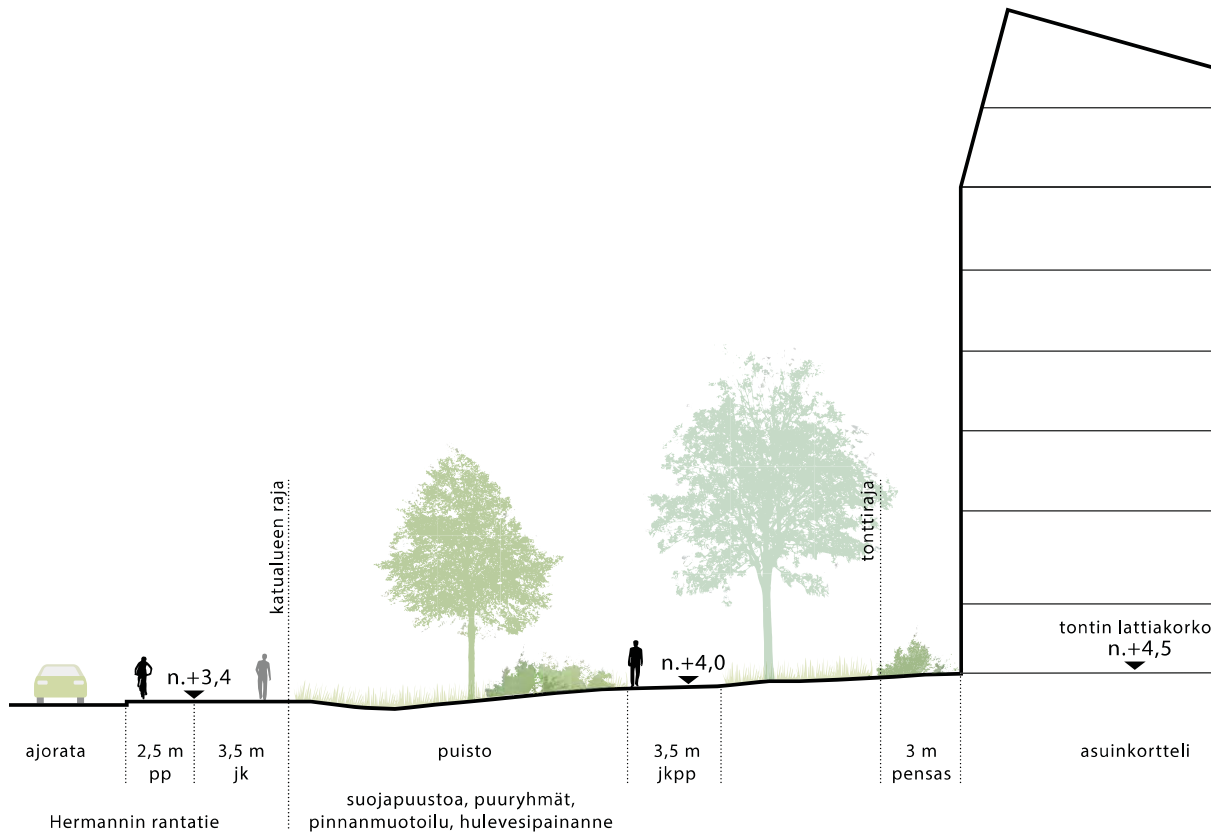 katualueen raja
tonttiraja
tontin lattiakorko
n.+4,5
n.+3,4
n.+4,0
ajorata
2,5 m
pp
3,5 m
jk
puisto
3,5 m
jkpp
3 m
pensas
asuinkortteli
Hermannin rantatie
suojapuustoa, puuryhmät,
pinnanmuotoilu, hulevesipainanne